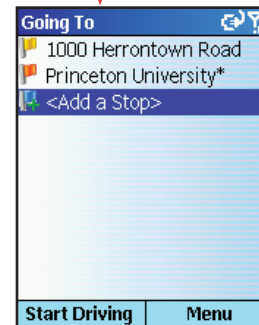 Going To
1000 Herrontown Road
Princeton University*
<Add a Stop>
Start Driving Menu